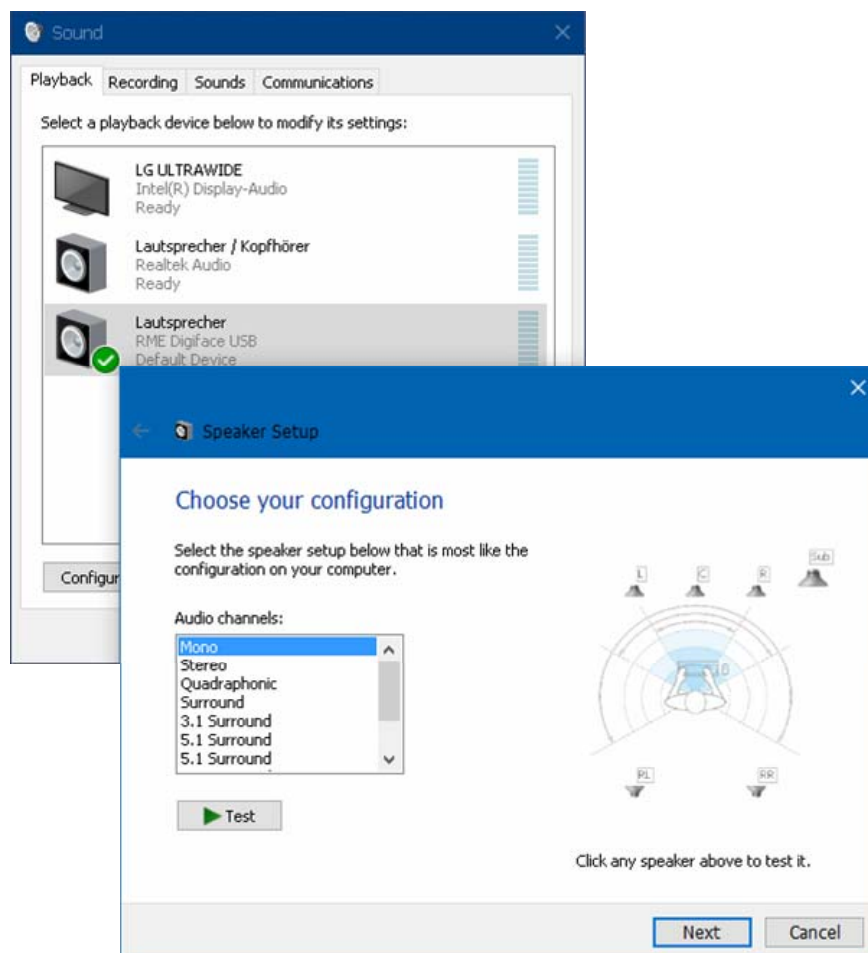 Sound
Playback Recording Sounds Communications
Select a playback device below to modify its settings:
LG ULTRAWIDE
Intel(R) Display-Audio
Ready
Lautsprecher / Kopfhörer
Realtek Audio
Ready
Lautsprecher
RME Digiface USB
Default Device
Configur
Speaker Setup
Choose your configuration
Select the speaker setup below that is most like the
configuration on your computer.
Audio channels:
Mono
Stereo
Quadraphonic
Surround
3.1 Surround
5.1 Surround
5.1 Surround
Test
L C R Sub
RL RR
Click any speaker above to test it.
Next Cancel